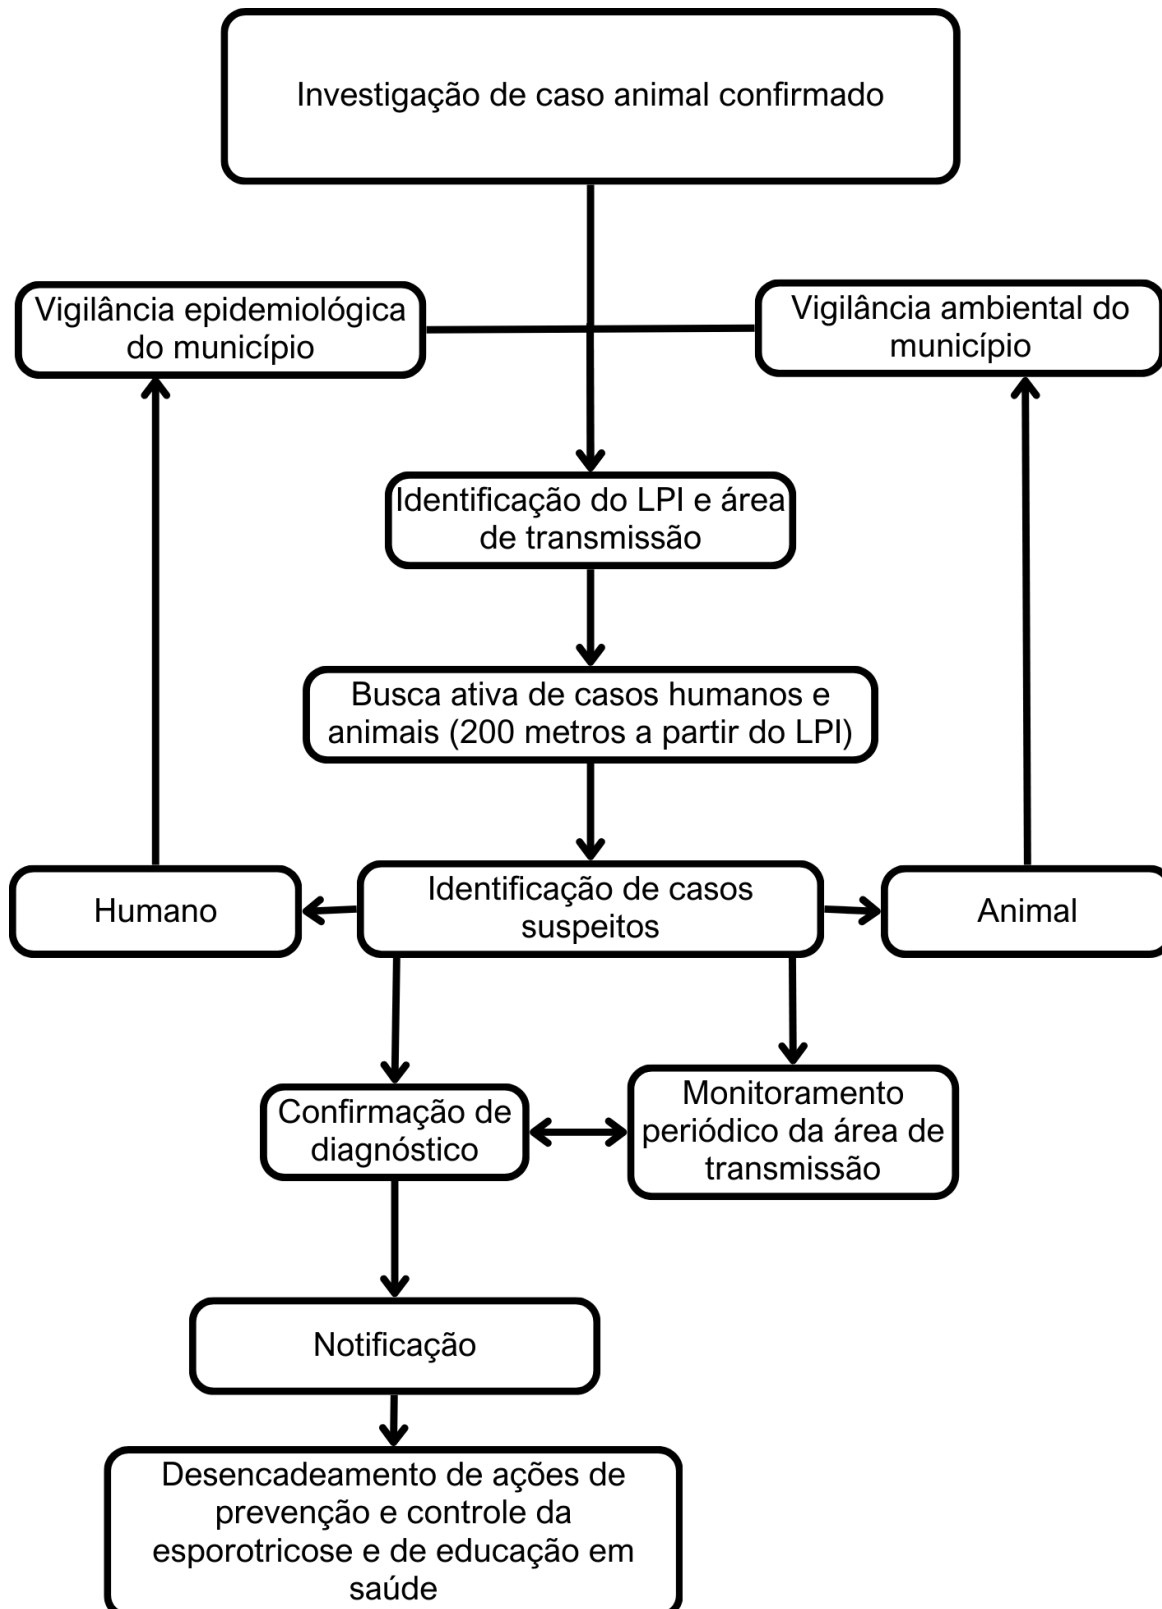 Investigação de caso animal confirmado
Vigilância epidemiológica
do município
Vigilância ambiental do
município
Identificação do LPI e área
de transmissão
Busca ativa de casos humanos e
animais (200 metros a partir do LPI)
Humano
Identificação de casos
suspeitos
Animal
Confirmação de
diagnóstico
Monitoramento
periódico da área de
transmissão
Notificação
Desencadeamento de ações de
prevenção e controle da
esporotricose e de educação em
saúde